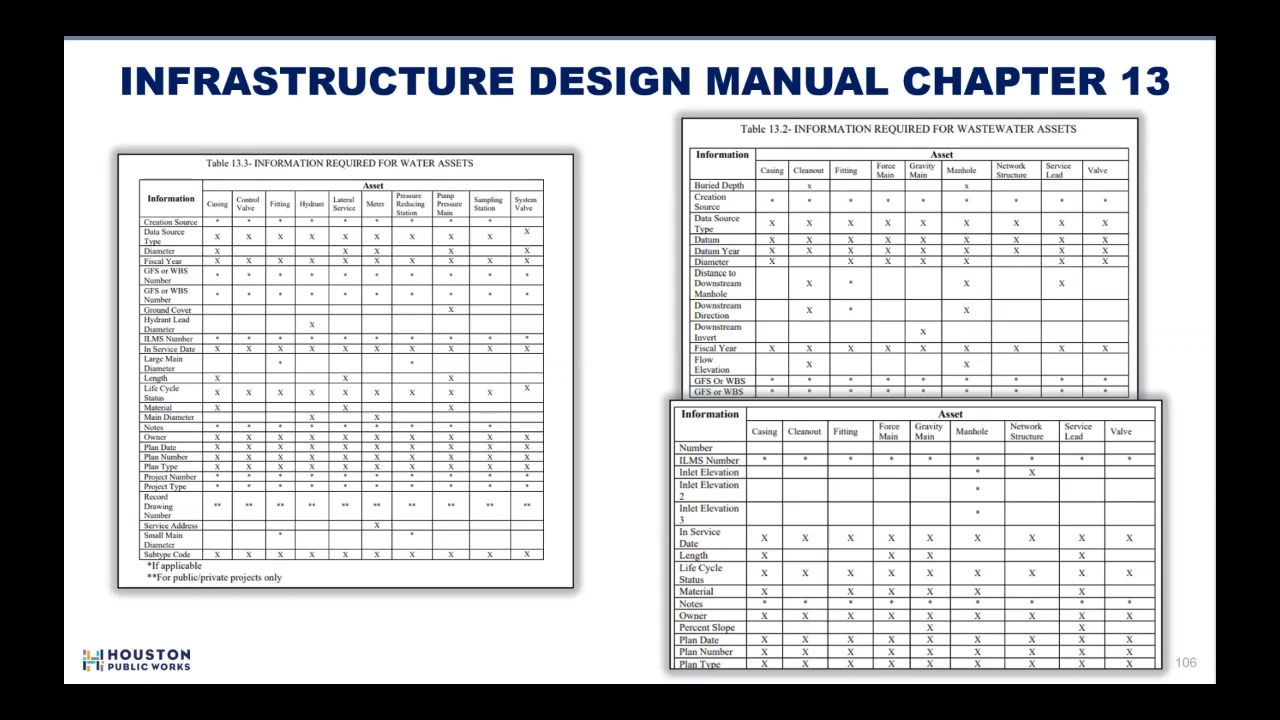 INFRASTRUCTURE DESIGN MANUAL CHAPTER 13
Table 13.3- INFORMATION REQUIRED FOR WATER ASSETS
Information Asset
Casing Control Valve Fitting Hydrant Lateral Service Meter Pressure Reducing Station Pump Pressure Main Sampling Station System Valve
Creation Source * * * * * * * * *
Data Source Type X X X X X X X X X X
Diameter X X X X X
Fiscal Year X X X X X X X X X X
GFS or WBS Number * * * * * * * * * *
GFS or WBS Number * * * * * * * * * *
Ground Cover X
Hydrant Lead Diameter X
ILMS Number * * * * * * * * * *
In Service Date X X X X X X X X X X
Large Main Diameter * *
Length X X X
Life Cycle Status X X X X X X X X X X
Material X X X
Main Diameter X X
Notes * * * * * * * * *
Owner X X X X X X X X X X
Plan Date X X X X X X X X X X
Plan Number X X X X X X X X X X
Plan Type X X X X X X X X X X
Project Number * * * * * * * * * *
Project Type * * * * * * * * * *
Record Drawing Number ** ** ** ** ** ** ** ** ** **
Service Address X
Small Main Diameter * *
Subtype Code X X X X X X X X X X
*If applicable
**For public/private projects only
Table 13.2- INFORMATION REQUIRED FOR WASTEWATER ASSETS
Information Asset
Casing Cleanout Fitting Force Main Gravity Main Manhole Network Structure Service Lead Valve
Buried Depth x x
Creation Source * * * * * * * * *
Data Source Type X X X X X X X X X
Datum X X X X X X X X X
Datum Year X X X X X X X X X
Diameter X X X X X X X
Distance to Downstream Manhole X * X X
Downstream Direction X * X
Downstream Invert X
Fiscal Year X X X X X X X X X
Flow Elevation X X
GFS Or WBS * * * * * * * * *
GFS or WBS * * * * * * * * *
Information Asset
Casing Cleanout Fitting Force Main Gravity Main Manhole Network Structure Service Lead Valve
Number
ILMS Number * * * * * * * * *
Inlet Elevation * X
Inlet Elevation 2 *
Inlet Elevation 3 *
In Service Date X X X X X X X X X
Length X X X X
Life Cycle Status X X X X X X X X X
Material X X X X X X
Notes * * * * * * * * *
Owner X X X X X X X X X
Percent Slope X X
Plan Date X X X X X X X X X
Plan Number X X X X X X X X X
Plan Type X X X X X X X X X
HOUSTON
PUBLIC WORKS
106